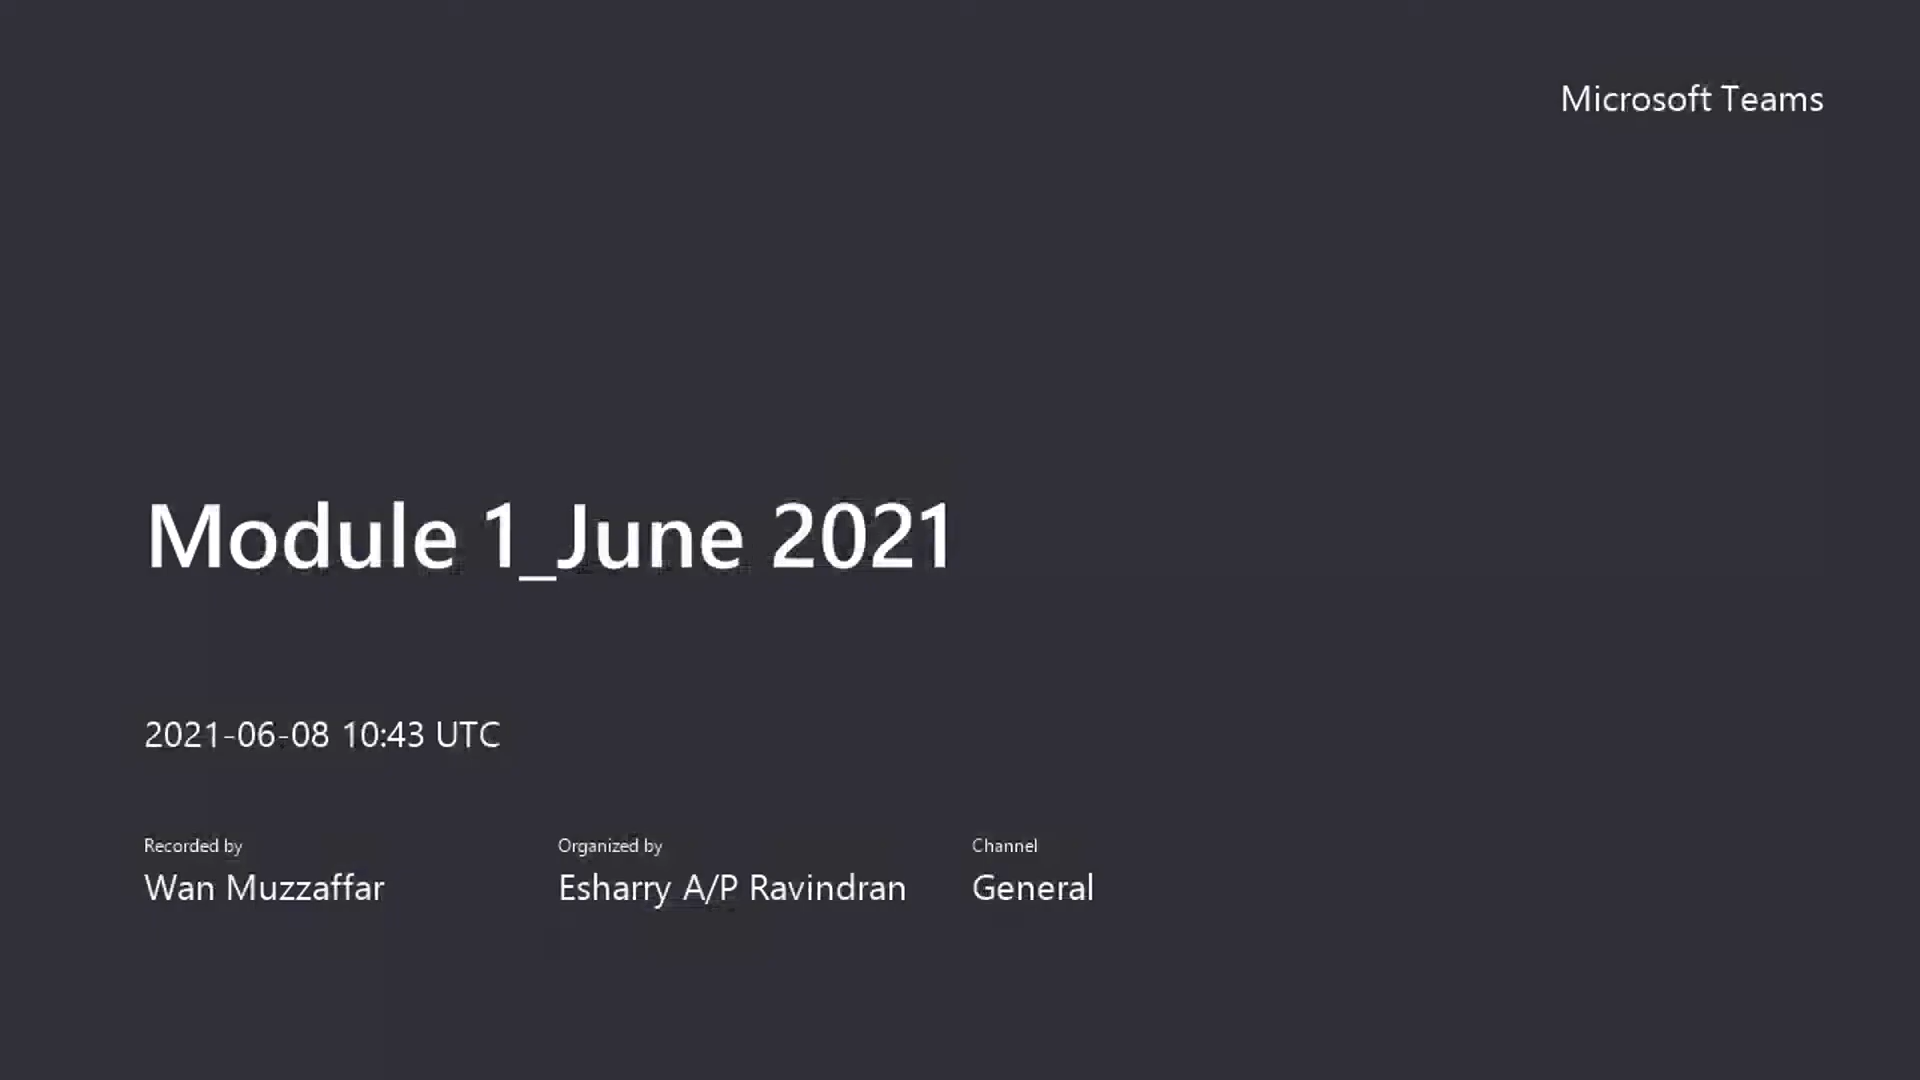 Microsoft Teams
Module 1_June 2021
2021-06-08 10:43 UTC
Recorded by
Wan Muzzaffar
Organized by
Esharry A/P Ravindran
Channel
General